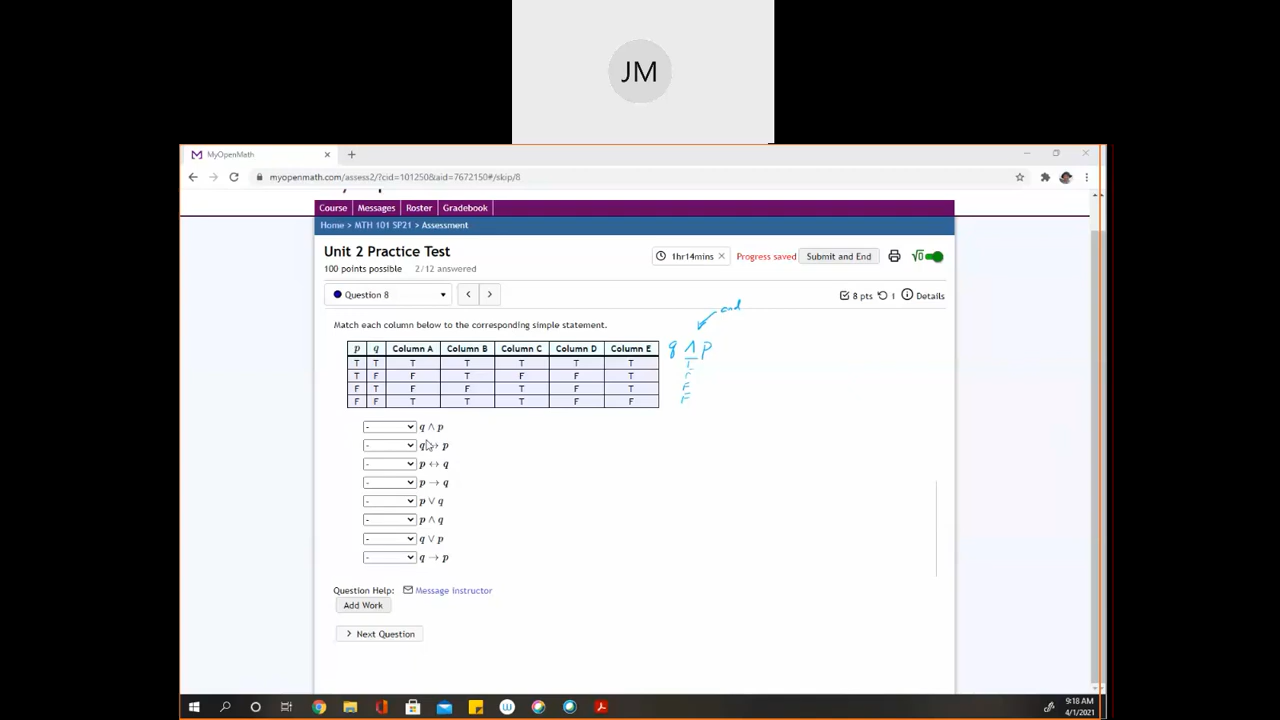 JM
MyOpenMath
myopenmath.com/assess2/?cid=101250&aid=7672150#/skip/8
Course Messages Roster Gradebook
Home > MTH 101 SP21 > Assessment
Unit 2 Practice Test
1hr14mins × Progress saved Submit and End √0
100 points possible 2/12 answered
Question 8 < > 8 pts 1 Details
and
Match each column below to the corresponding simple statement.
p q Column A Column B Column C Column D Column E q ∧ p
T T T T T T T T
T F F T F F T F
F T F F T F T F
F F T T T F F F
- q ∧ p
- q ↔ p
- p ↔ q
- p → q
- p ∨ q
- p ∧ q
- q ∨ p
- q → p
Question Help: Message Instructor
Add Work
> Next Question
9:18 AM
4/1/2021